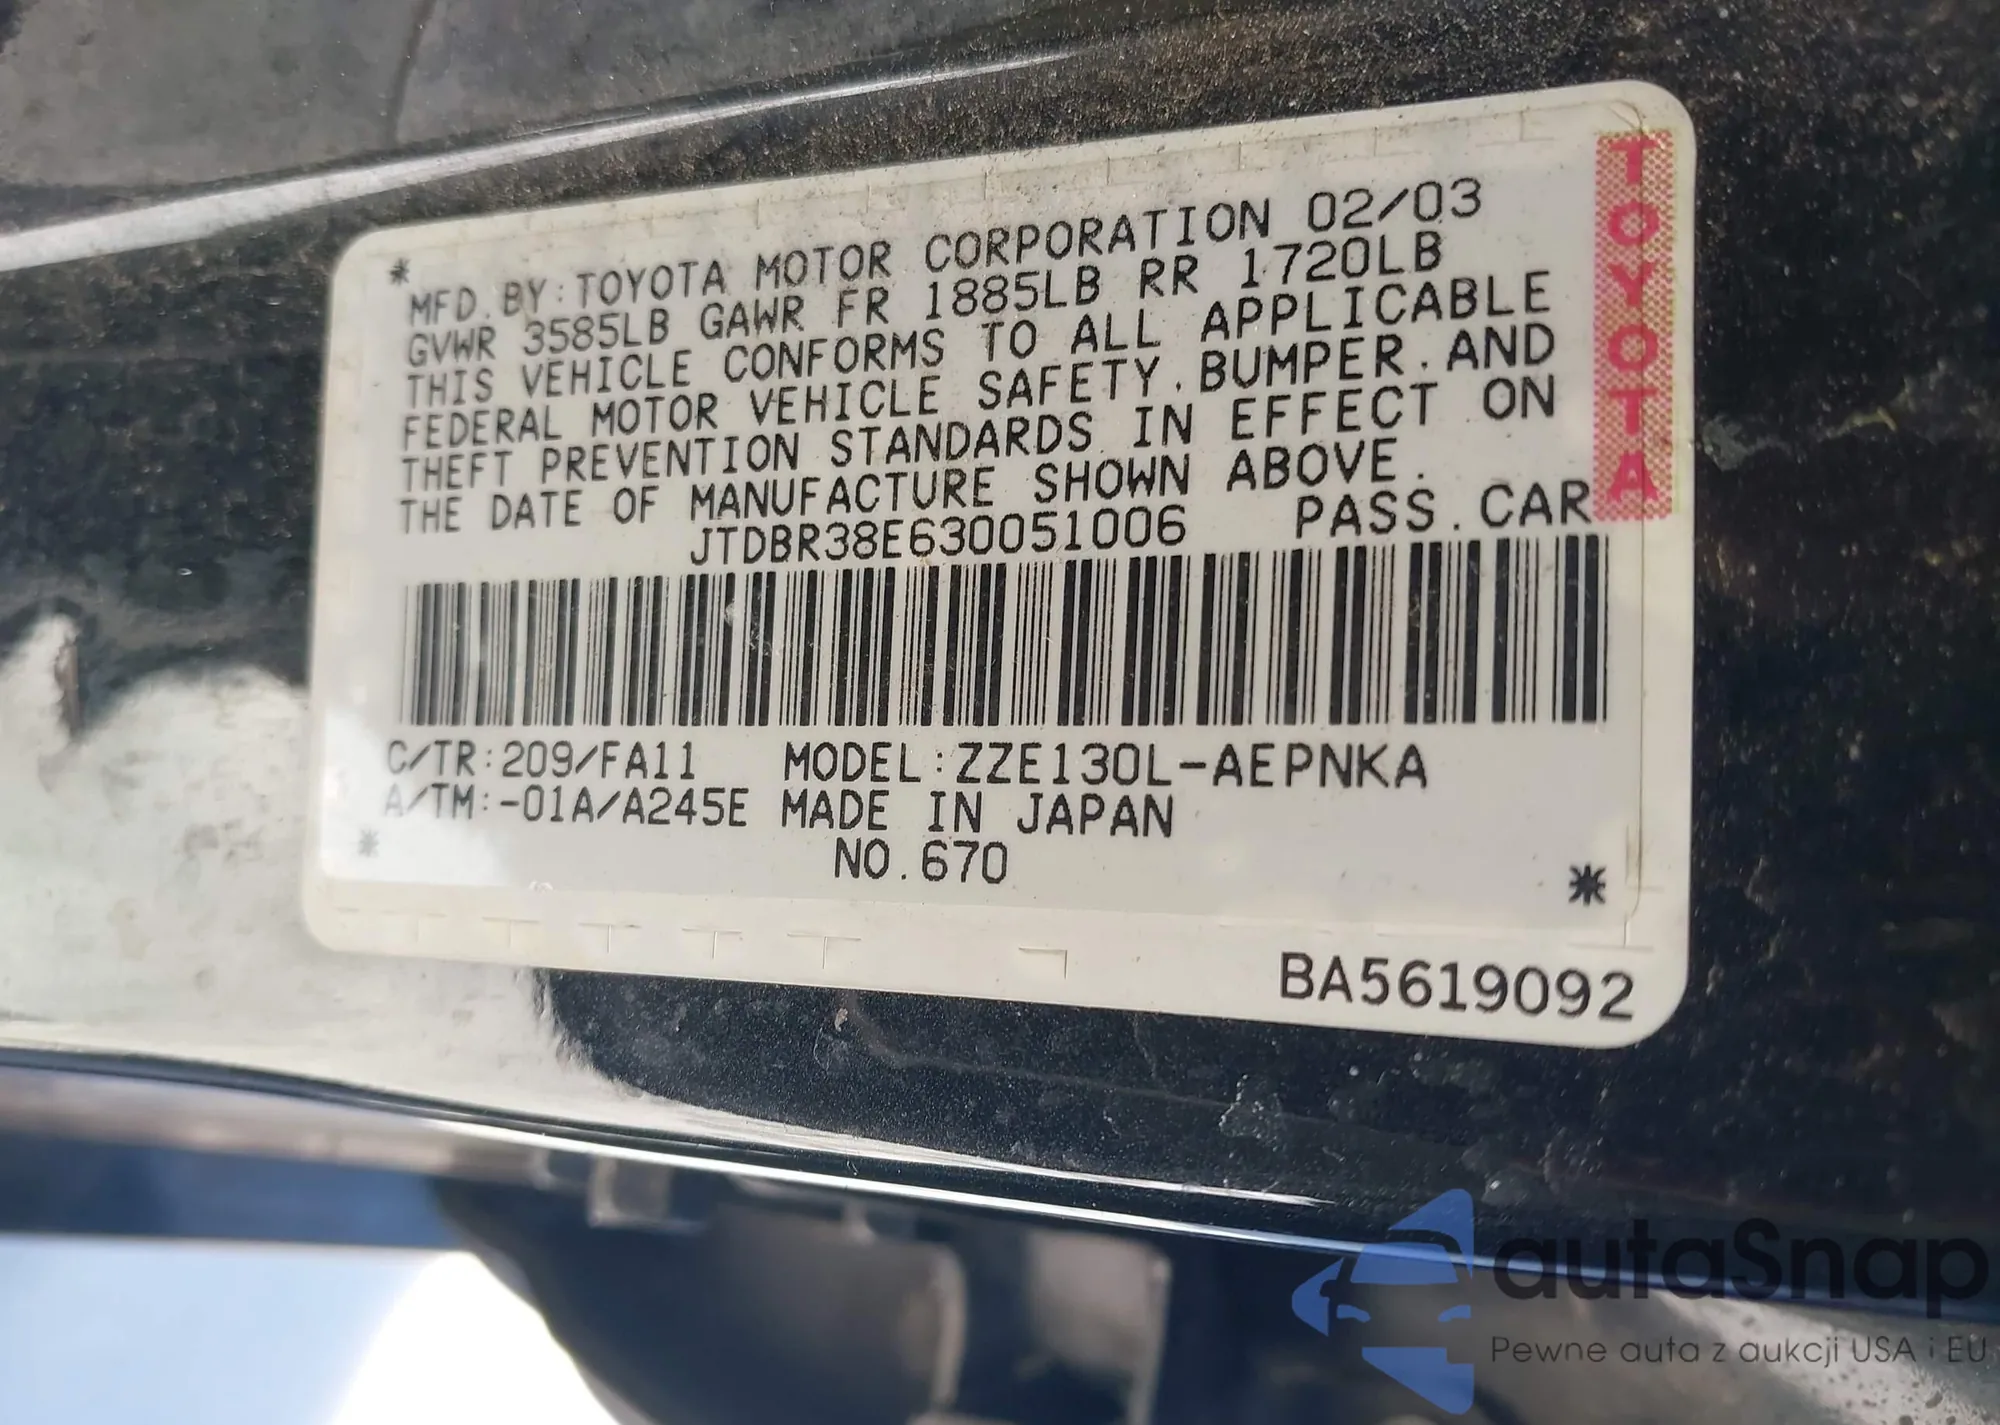 MFD. BY: TOYOTA MOTOR CORPORATION 02/03
GVWR 3585LB GAWR FR 1885LB RR 1720LB
THIS VEHICLE CONFORMS TO ALL APPLICABLE
FEDERAL MOTOR VEHICLE SAFETY. BUMPER. AND
THEFT PREVENTION STANDARDS IN EFFECT ON
THE DATE OF MANUFACTURE SHOWN ABOVE.
JTDBR38E630051006 PASS. CAR
TOYOTA
C/TR: 209/FA11 MODEL: ZZE130L-AEPNKA
A/TM: -01A/A245E MADE IN JAPAN
NO. 670
BA5619092
autaSnap
Pewne auta z aukcji USA i EU